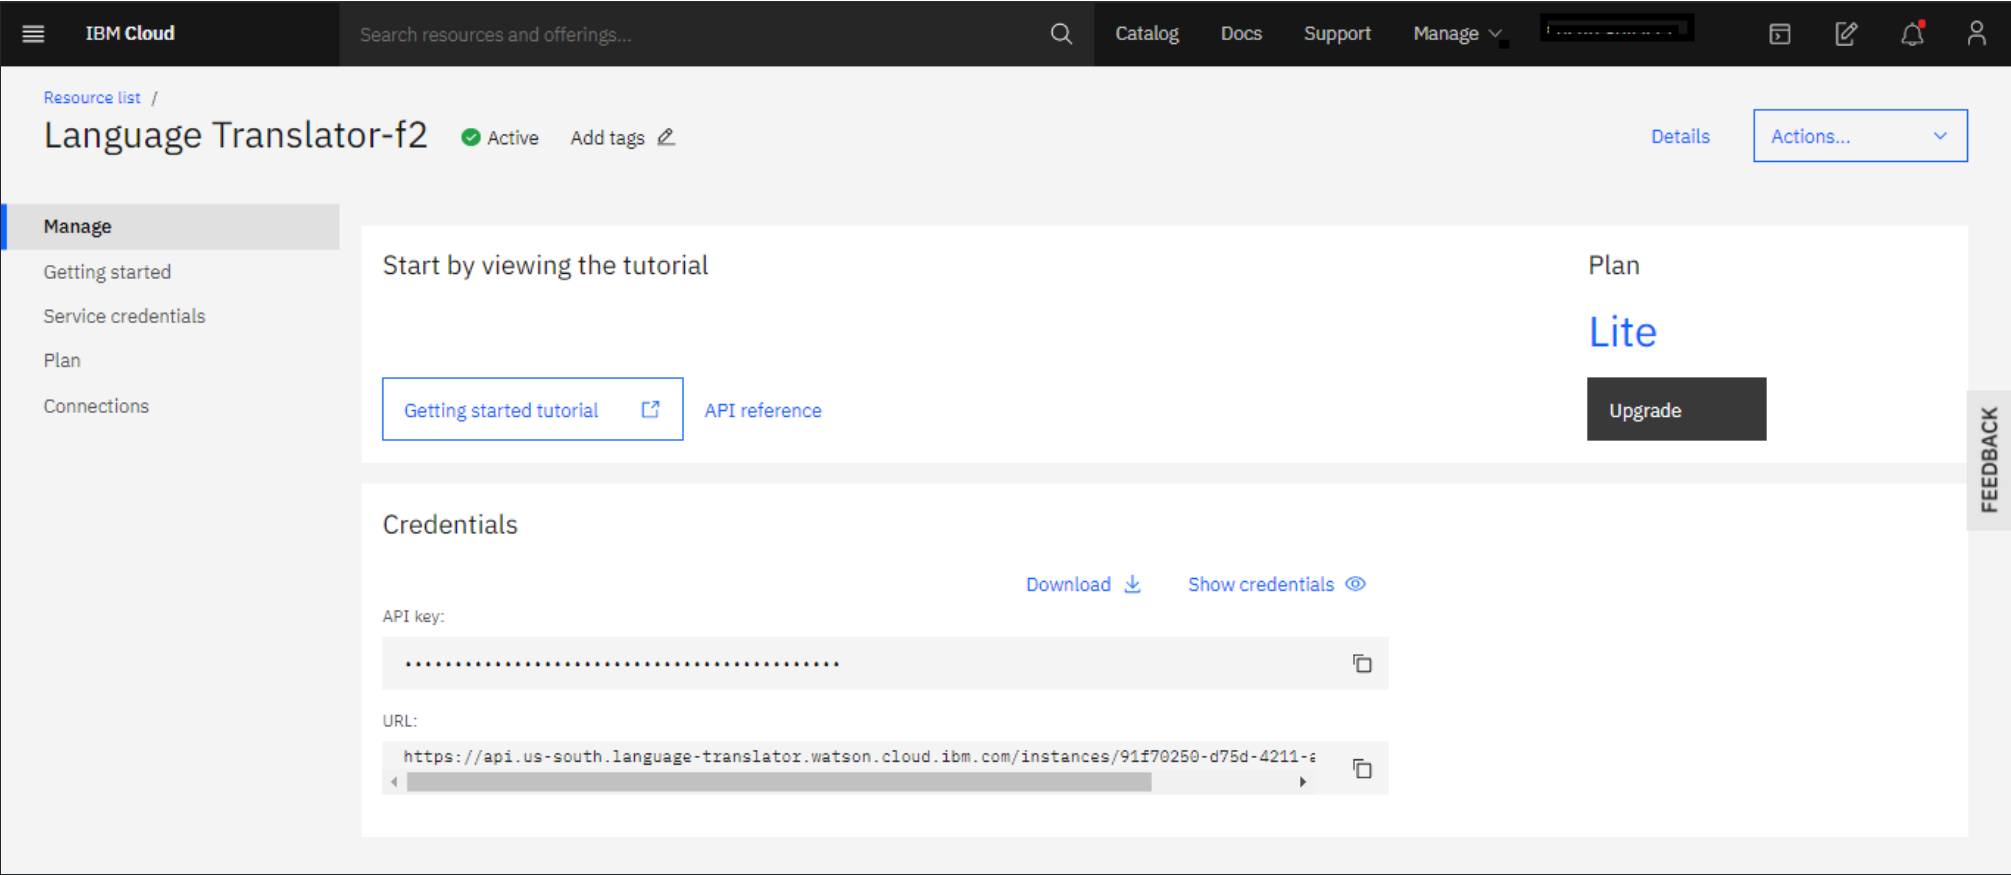 IBM Cloud
Search resources and offerings...
Catalog
Docs
Support
Manage
Resource list /
Language Translator-f2
Active
Add tags
Details
Actions...
Manage
Getting started
Service credentials
Plan
Connections
Start by viewing the tutorial
Getting started tutorial
API reference
Plan
Lite
Upgrade
FEEDBACK
Credentials
Download
Show credentials
API key:
URL:
https://api.us-south.language-translator.watson.cloud.ibm.com/instances/91f70250-d75d-4211-a